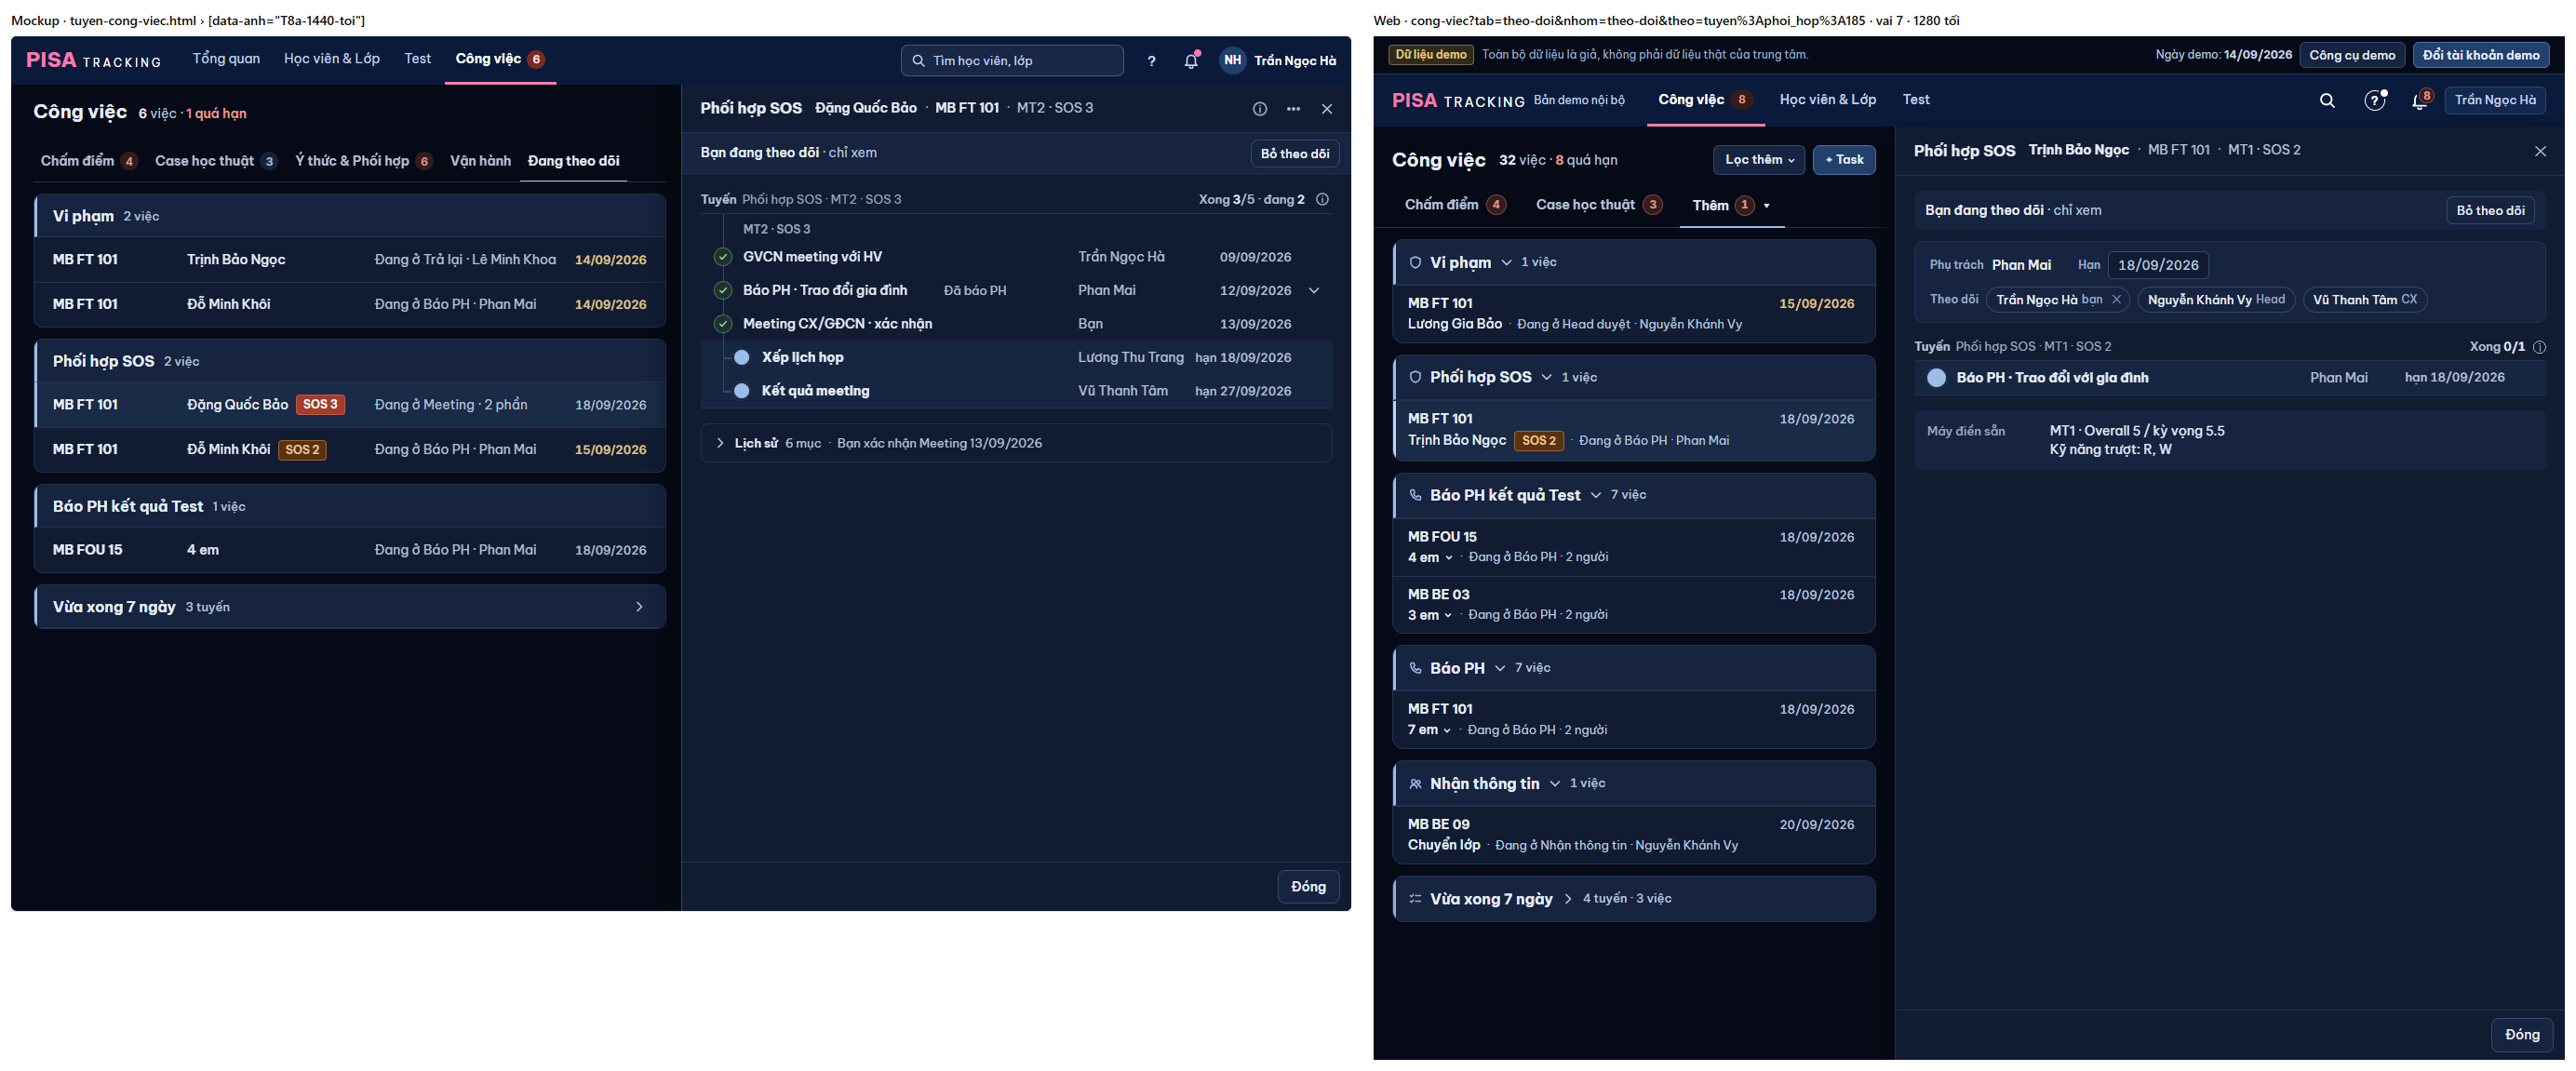 Mockup · tuyen-cong-viec.html › [data-anh="T8a-1440-toi"]
PISA TRACKING Tổng quan Học viên & Lớp Test Công việc 6 Tìm học viên, lớp ? NH Trần Ngọc Hà
Công việc 6 việc · 1 quá hạn
Chấm điểm 4 Case học thuật 3 Ý thức & Phối hợp 6 Vận hành Đang theo dõi
Vi phạm 2 việc
MB FT 101 Trịnh Bảo Ngọc Đang ở Trả lại · Lê Minh Khoa 14/09/2026
MB FT 101 Đỗ Minh Khôi Đang ở Báo PH · Phan Mai 14/09/2026
Phối hợp SOS 2 việc
MB FT 101 Đặng Quốc Bảo SOS 3 Đang ở Meeting · 2 phần 18/09/2026
MB FT 101 Đỗ Minh Khôi SOS 2 Đang ở Báo PH · Phan Mai 15/09/2026
Báo PH kết quả Test 1 việc
MB FOU 15 4 em Đang ở Báo PH · Phan Mai 18/09/2026
Vừa xong 7 ngày 3 tuyến
Phối hợp SOS Đặng Quốc Bảo · MB FT 101 · MT2 · SOS 3
Bạn đang theo dõi · chỉ xem Bỏ theo dõi
Tuyến Phối hợp SOS · MT2 · SOS 3 Xong 3/5 · đang 2
MT2 · SOS 3
GVCN meeting với HV Trần Ngọc Hà 09/09/2026
Báo PH · Trao đổi gia đình Đã báo PH Phan Mai 12/09/2026
Meeting CX/GĐCN · xác nhận Bạn 13/09/2026
Xếp lịch họp Lương Thu Trang hạn 18/09/2026
Kết quả meeting Vũ Thanh Tâm hạn 27/09/2026
Lịch sử 6 mục · Bạn xác nhận Meeting 13/09/2026
Đóng
Web · cong-viec?tab=theo-doi&nhom=theo-doi&theo=tuyen%3Aphoi_hop%3A185 · vai 7 · 1280 tối
Dữ liệu demo Toàn bộ dữ liệu là giả, không phải dữ liệu thật của trung tâm. Ngày demo: 14/09/2026 Công cụ demo Đổi tài khoản demo
PISA TRACKING Bản demo nội bộ Công việc 8 Học viên & Lớp Test ? 8 Trần Ngọc Hà
Công việc 32 việc · 8 quá hạn Lọc thêm + Task
Chấm điểm 4 Case học thuật 3 Thêm 1
Vi phạm 1 việc
MB FT 101 15/09/2026
Lương Gia Bảo · Đang ở Head duyệt · Nguyễn Khánh Vy
Phối hợp SOS 1 việc
MB FT 101 18/09/2026
Trịnh Bảo Ngọc SOS 2 · Đang ở Báo PH · Phan Mai
Báo PH kết quả Test 7 việc
MB FOU 15 18/09/2026
4 em · Đang ở Báo PH · 2 người
MB BE 03 18/09/2026
3 em · Đang ở Báo PH · 2 người
Báo PH 7 việc
MB FT 101 18/09/2026
7 em · Đang ở Báo PH · 2 người
Nhận thông tin 1 việc
MB BE 09 20/09/2026
Chuyển lớp · Đang ở Nhận thông tin · Nguyễn Khánh Vy
Vừa xong 7 ngày 4 tuyến · 3 việc
Phối hợp SOS Trịnh Bảo Ngọc · MB FT 101 · MT1 · SOS 2
Bạn đang theo dõi · chỉ xem Bỏ theo dõi
Phụ trách Phan Mai Hạn 18/09/2026
Theo dõi Trần Ngọc Hà bạn Nguyễn Khánh Vy Head Vũ Thanh Tâm CX
Tuyến Phối hợp SOS · MT1 · SOS 2 Xong 0/1
Báo PH · Trao đổi với gia đình Phan Mai hạn 18/09/2026
Máy điền sẵn MT1 · Overall 5 / kỳ vọng 5.5
Kỹ năng trượt: R, W
Đóng